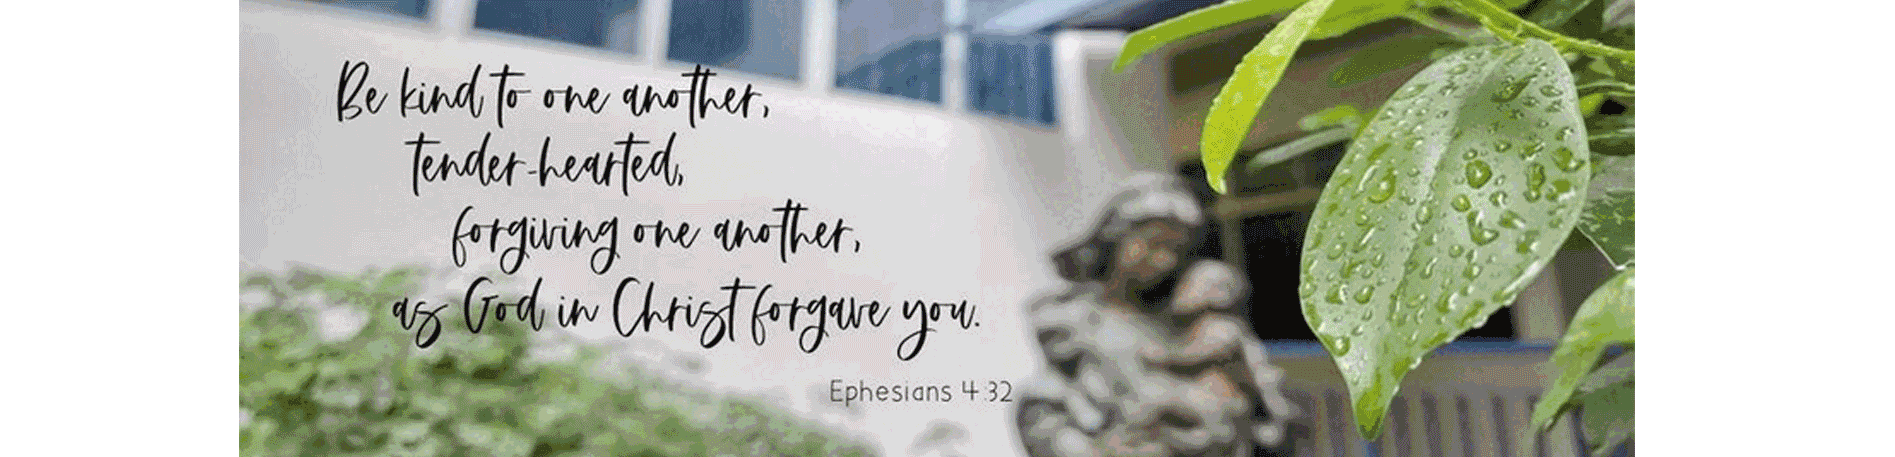 Be kind to one another,
tender-hearted,
forgiving one another,
as God in Christ forgave you.
Ephesians 4:32